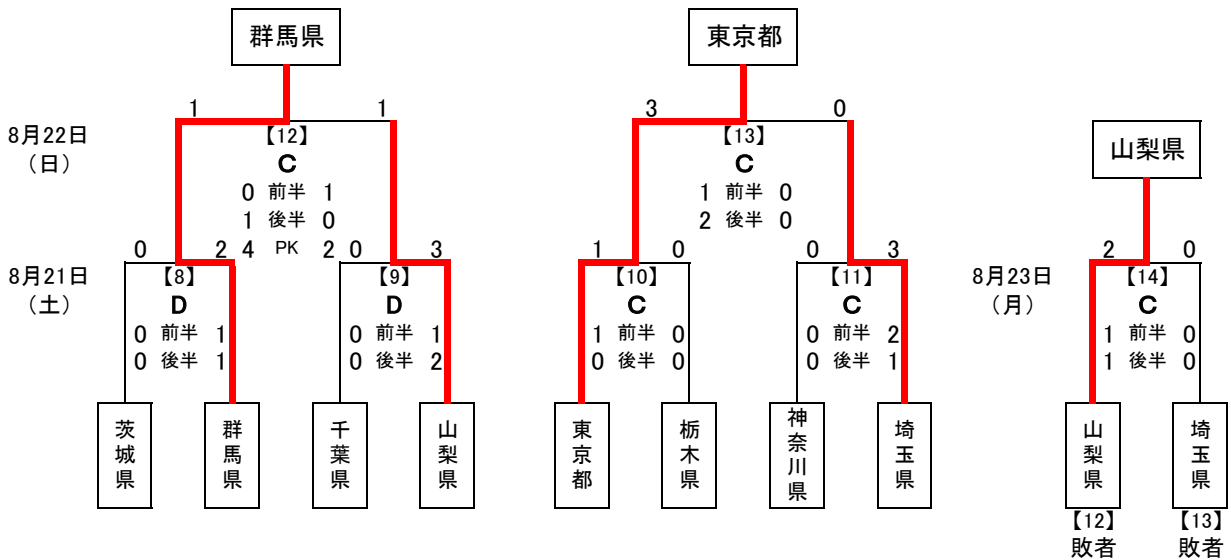 群馬県
東京都
1 1
3 0
8月22日
（日）
【12】
C
0 前半 1
1 後半 0
4 PK 2
【13】
C
1 前半 0
2 後半 0
山梨県
8月21日
（土）
0 2
【8】
D
0 前半 1
0 後半 1
0 3
【9】
D
0 前半 1
0 後半 2
1 0
【10】
C
1 前半 0
0 後半 0
0 3
【11】
C
0 前半 2
0 後半 1
8月23日
（月）
2 0
【14】
C
1 前半 0
1 後半 0
茨城県
群馬県
千葉県
山梨県
東京都
栃木県
神奈川県
埼玉県
山梨県
埼玉県
【12】
敗者
【13】
敗者